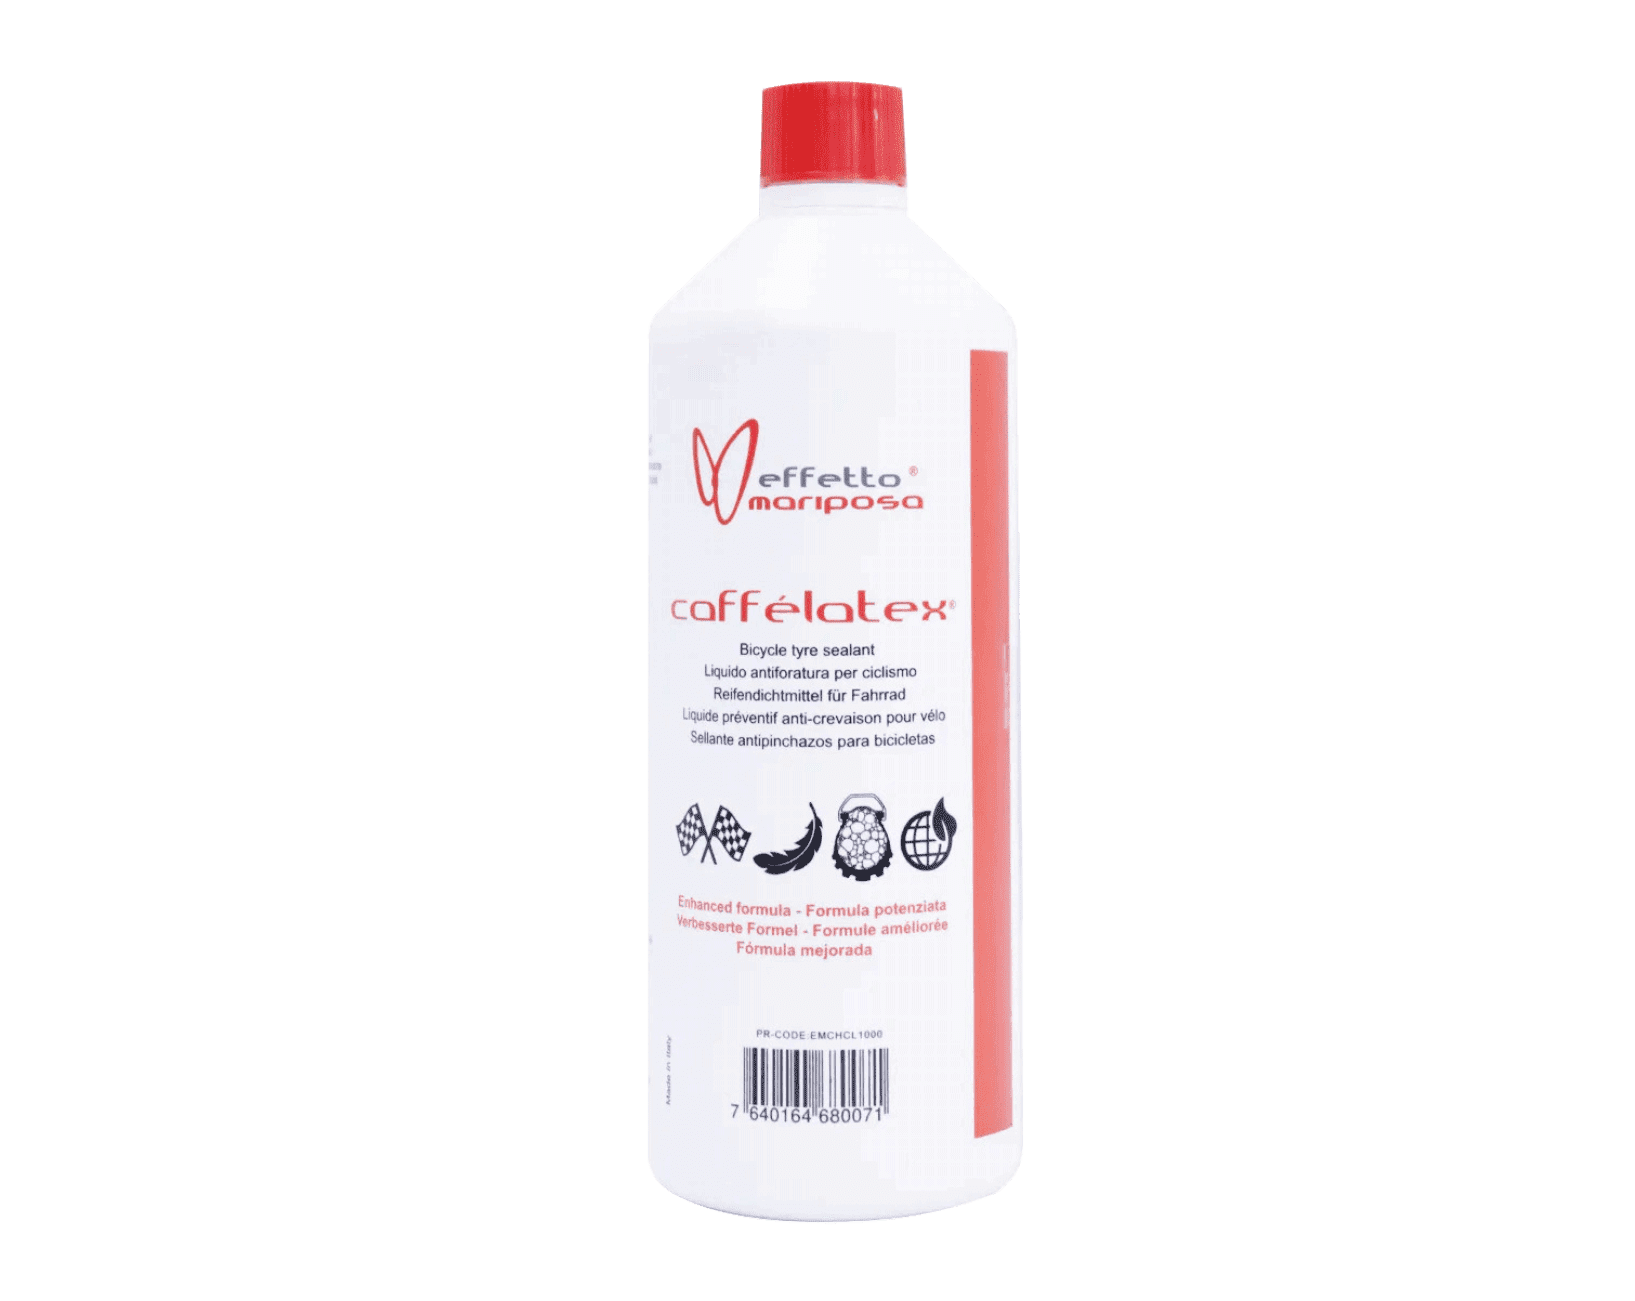 effetto®
mariposa
caffélatex®
Bicycle tyre sealant
Liquido antiforatura per ciclismo
Reifendichtmittel für Fahrrad
Liquide préventif anti-crevaison pour vélo
Sellante antipinchazos para bicicletas
Enhanced formula - Formula potenziata
Verbesserte Formel - Formule améliorée
Fórmula mejorada
PR-CODE:EMCHCL1000
7 640164 680071
Made in Italy